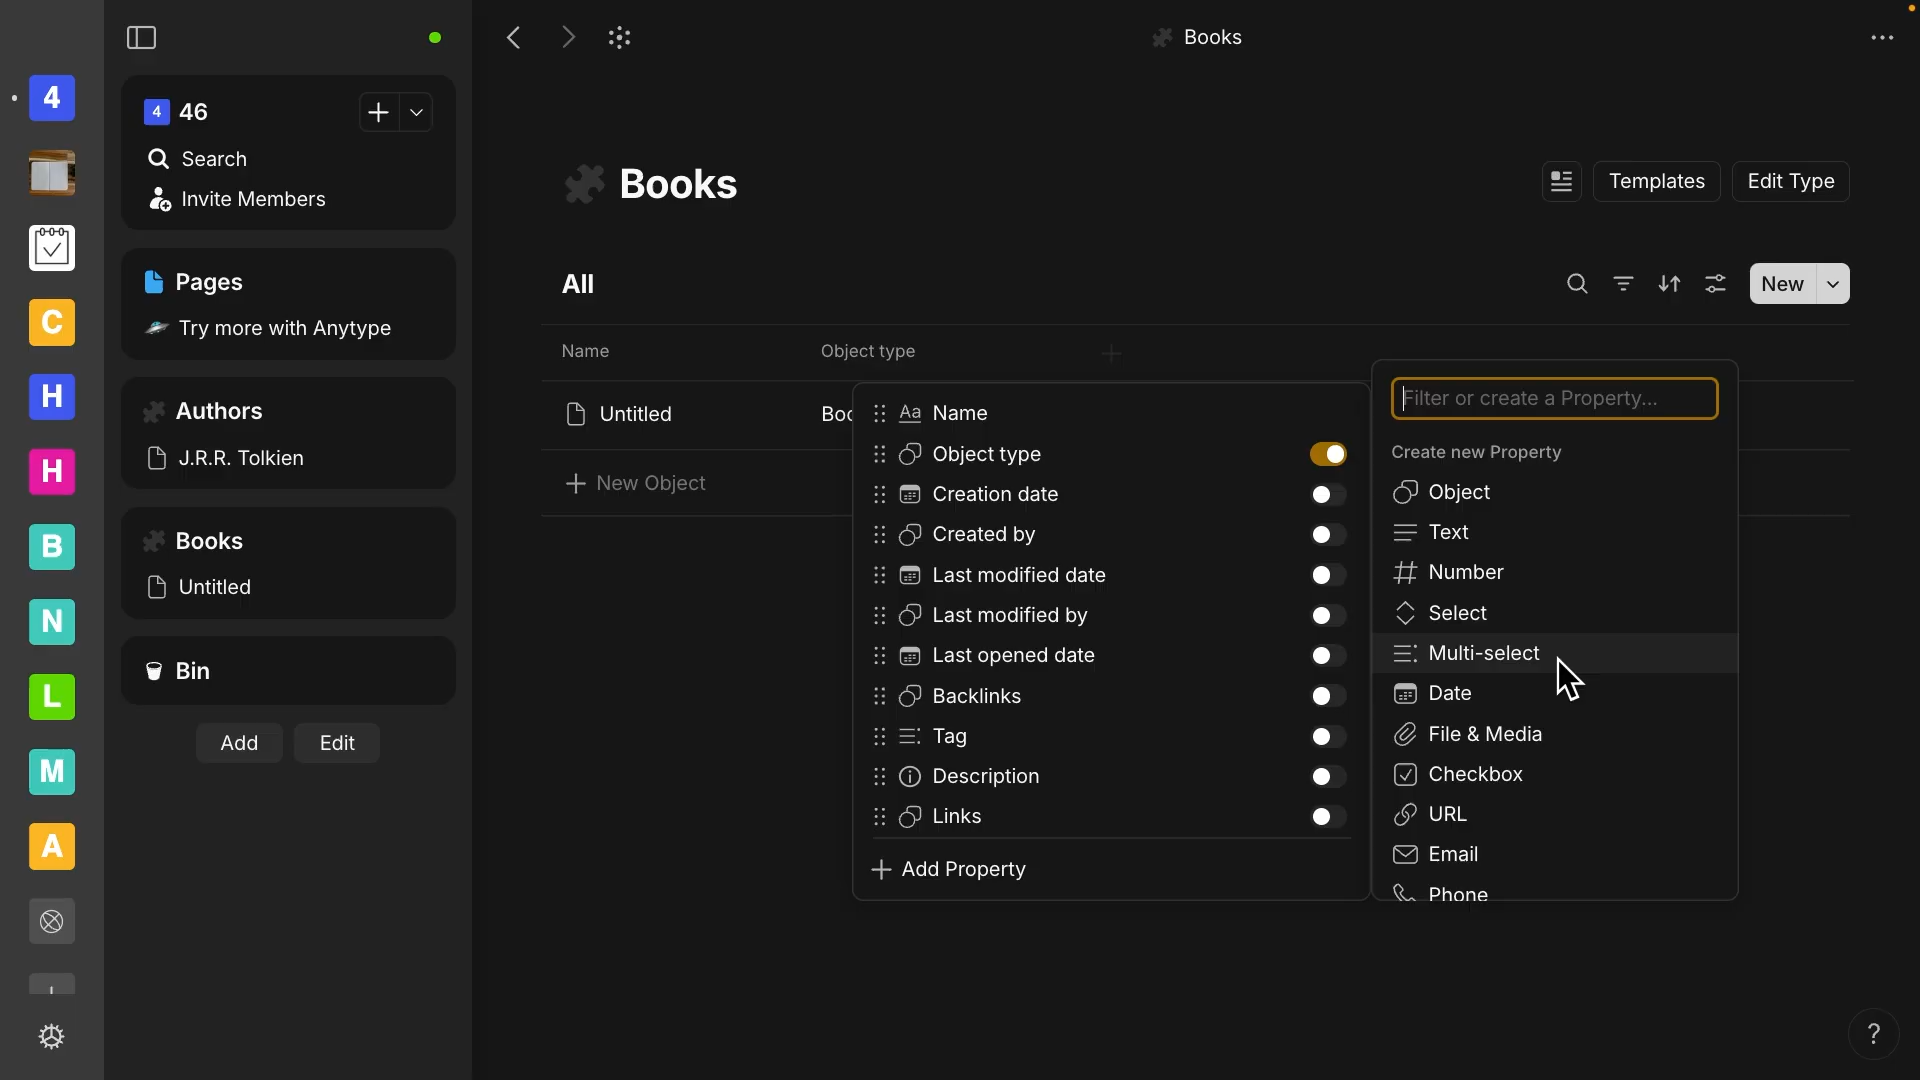 4
C
H
H
B
N
L
M
A
4 46
Search
Invite Members
Pages
Try more with Anytype
Authors
J.R.R. Tolkien
Books
Untitled
Bin
Add Edit
Books
Books
Templates Edit Type
All
New
Name Object type
Untitled Boo
New Object
Aa Name
Object type
Creation date
Created by
Last modified date
Last modified by
Last opened date
Backlinks
Tag
Description
Links
Add Property
Filter or create a Property...
Create new Property
Object
Text
Number
Select
Multi-select
Date
File & Media
Checkbox
URL
Email
Phone
?